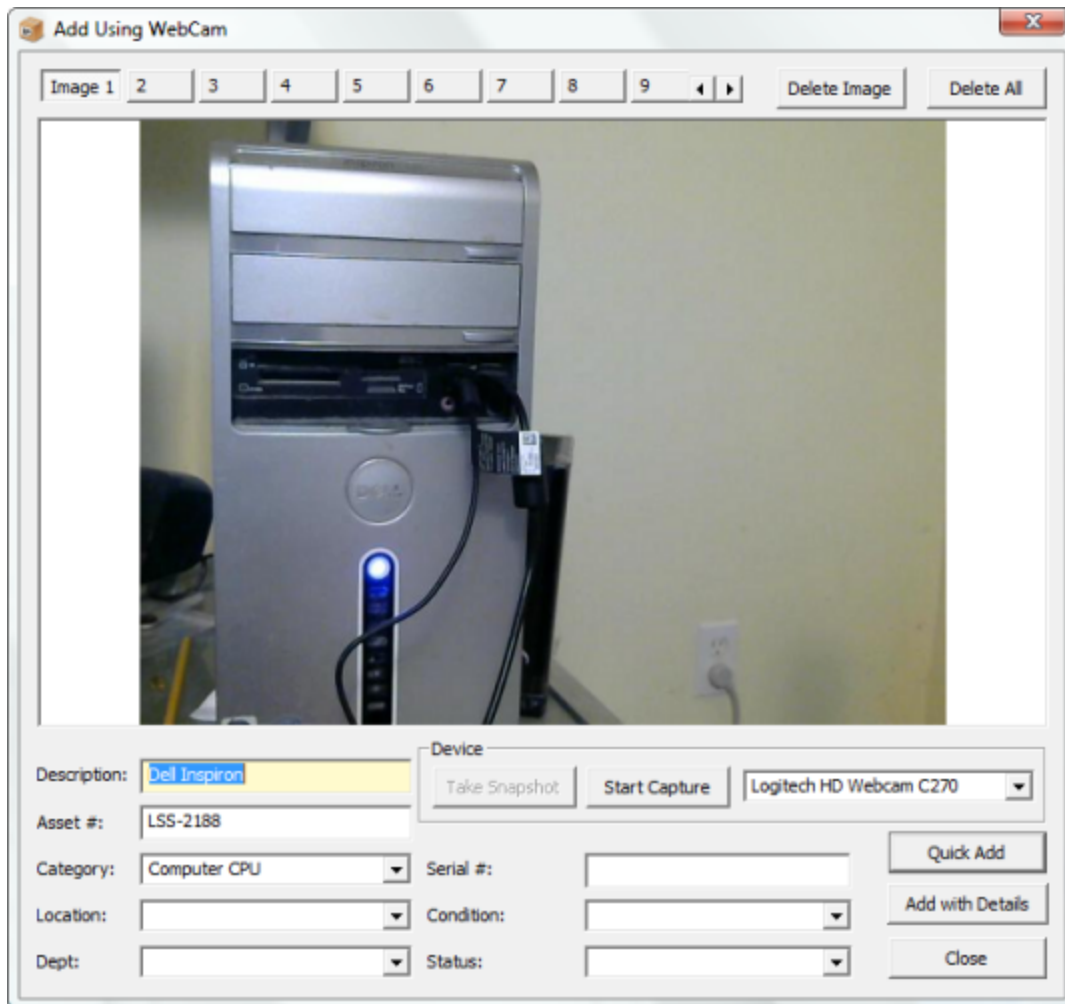 Add Using WebCam
Image 1 2 3 4 5 6 7 8 9 Delete Image Delete All
DELL
Device
Description: Dell Inspiron
Take Snapshot Start Capture Logitech HD Webcam C270
Asset #: LSS-2188
Quick Add
Category: Computer CPU Serial #:
Add with Details
Location: Condition:
Dept: Status: Close